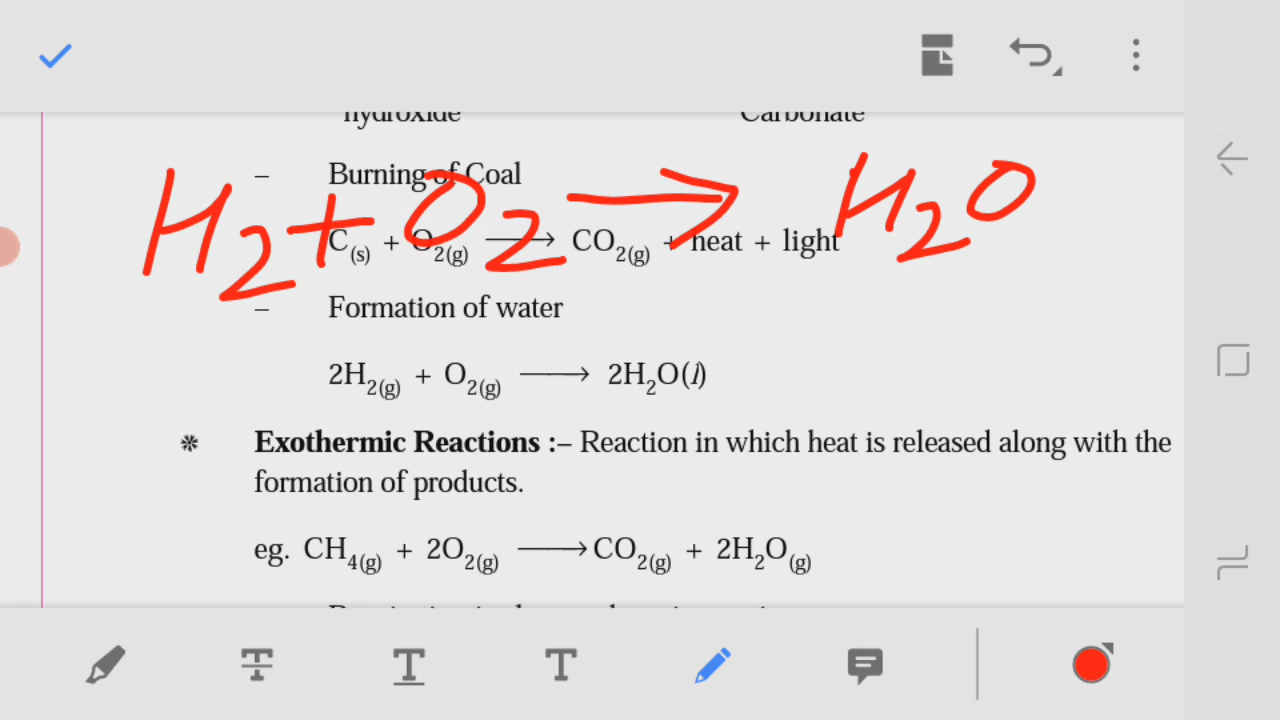 hydroxide Carbonate
– Burning of Coal
H₂ + O₂ → H₂O
C(s) + O₂(g) ⟶ CO₂(g) + heat + light
– Formation of water
2H₂(g) + O₂(g) ⟶ 2H₂O(l)
* Exothermic Reactions :– Reaction in which heat is released along with the
formation of products.
eg. CH₄(g) + 2O₂(g) ⟶ CO₂(g) + 2H₂O(g)